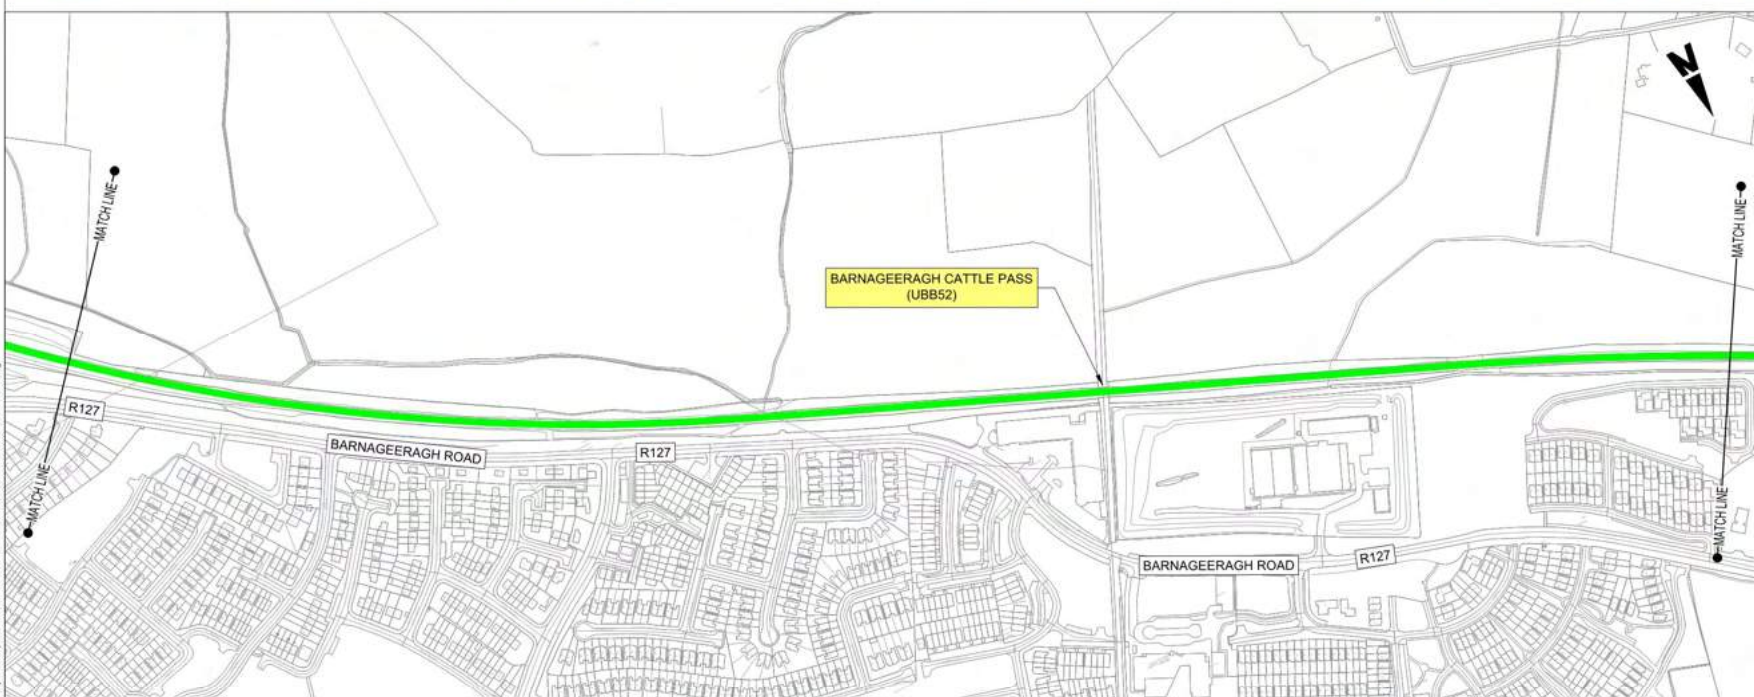 N
MATCH LINE
MATCH LINE
BARNAGEERAGH CATTLE PASS
(UBB52)
R127
BARNAGEERAGH ROAD
R127
MATCH LINE
MATCH LINE
BARNAGEERAGH ROAD
R127